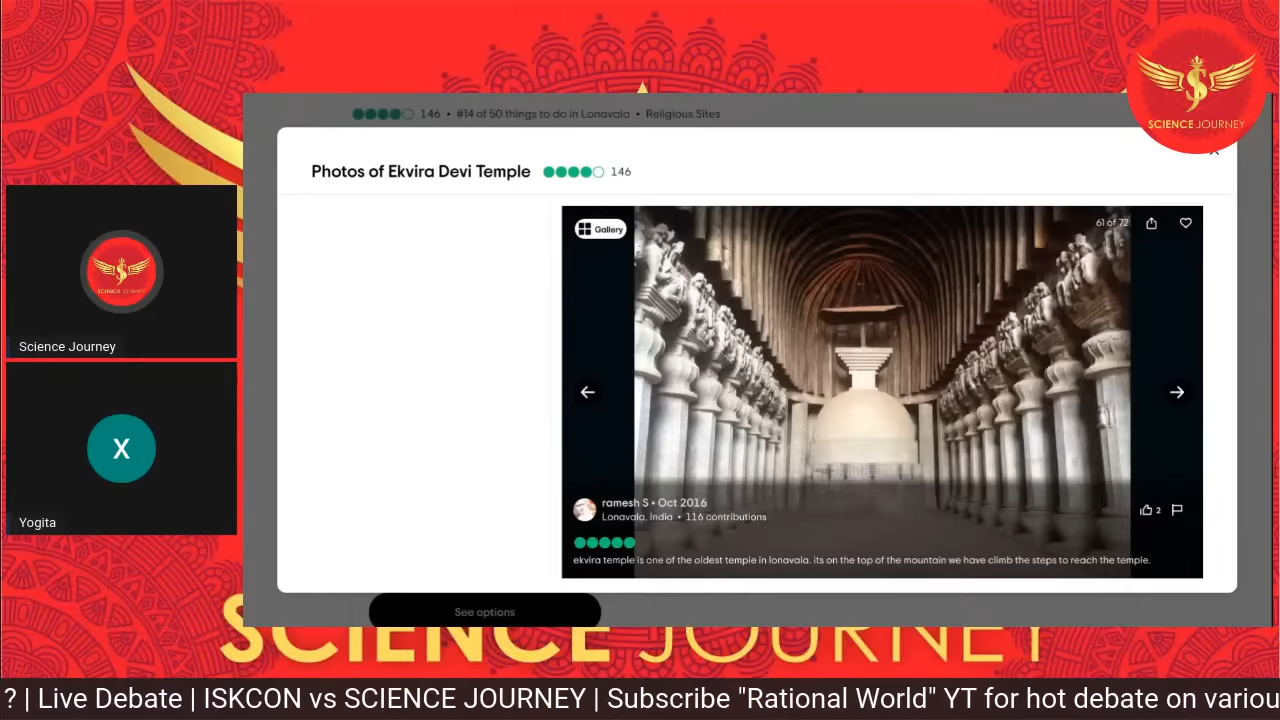 146 • #14 of 50 things to do in Lonavala • Religious Sites
SCIENCE JOURNEY
Photos of Ekvira Devi Temple 146
Gallery
61 of 72
SCIENCE JOURNEY
Science Journey
X
Yogita
ramesh S • Oct 2016
Lonavala, India • 116 contributions
2
ekvira temple is one of the oldest temple in lonavala. its on the top of the mountain we have climb the steps to reach the temple.
See options
SCIENCE JOURNEY
? | Live Debate | ISKCON vs SCIENCE JOURNEY | Subscribe "Rational World" YT for hot debate on variou